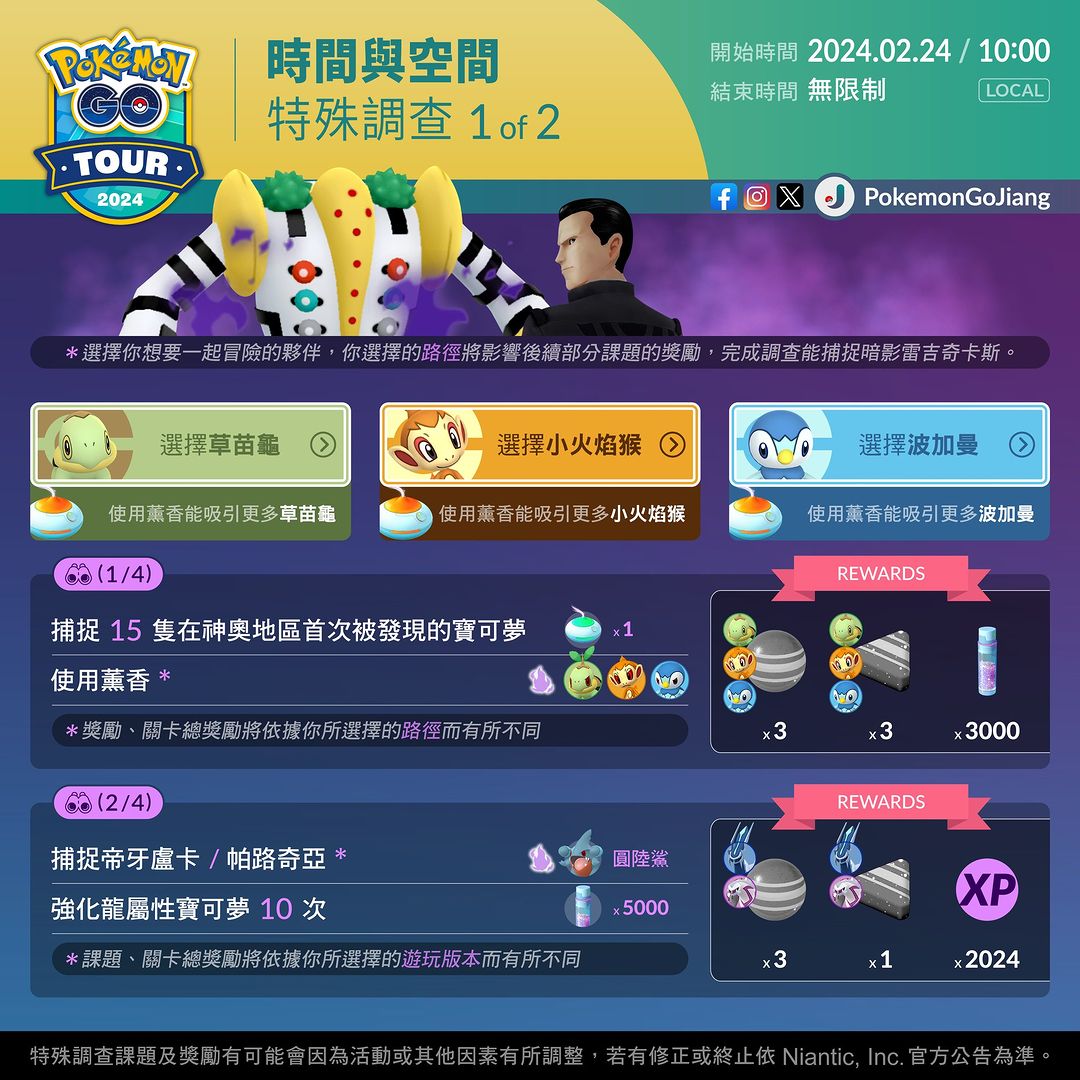 POKÉMON
GO
TOUR
2024
時間與空間
特殊調查 1 of 2
開始時間 2024.02.24 / 10:00
結束時間 無限制 LOCAL
PokemonGoJiang
*選擇你想要一起冒險的夥伴，你選擇的路徑將影響後續部分課題的獎勵，完成調查能捕捉暗影雷吉奇卡斯。
選擇草苗龜
使用薰香能吸引更多草苗龜
選擇小火焰猴
使用薰香能吸引更多小火焰猴
選擇波加曼
使用薰香能吸引更多波加曼
(1/4)
捕捉 15 隻在神奧地區首次被發現的寶可夢 x1
使用薰香 *
*獎勵、關卡總獎勵將依據你所選擇的路徑而有所不同
REWARDS
x3 x3 x3000
(2/4)
捕捉帝牙盧卡 / 帕路奇亞 * 圓陸鯊
強化龍屬性寶可夢 10 次 x5000
*課題、關卡總獎勵將依據你所選擇的遊玩版本而有所不同
REWARDS
XP
x3 x1 x2024
特殊調查課題及獎勵有可能會因為活動或其他因素有所調整，若有修正或終止依 Niantic, Inc. 官方公告為準。